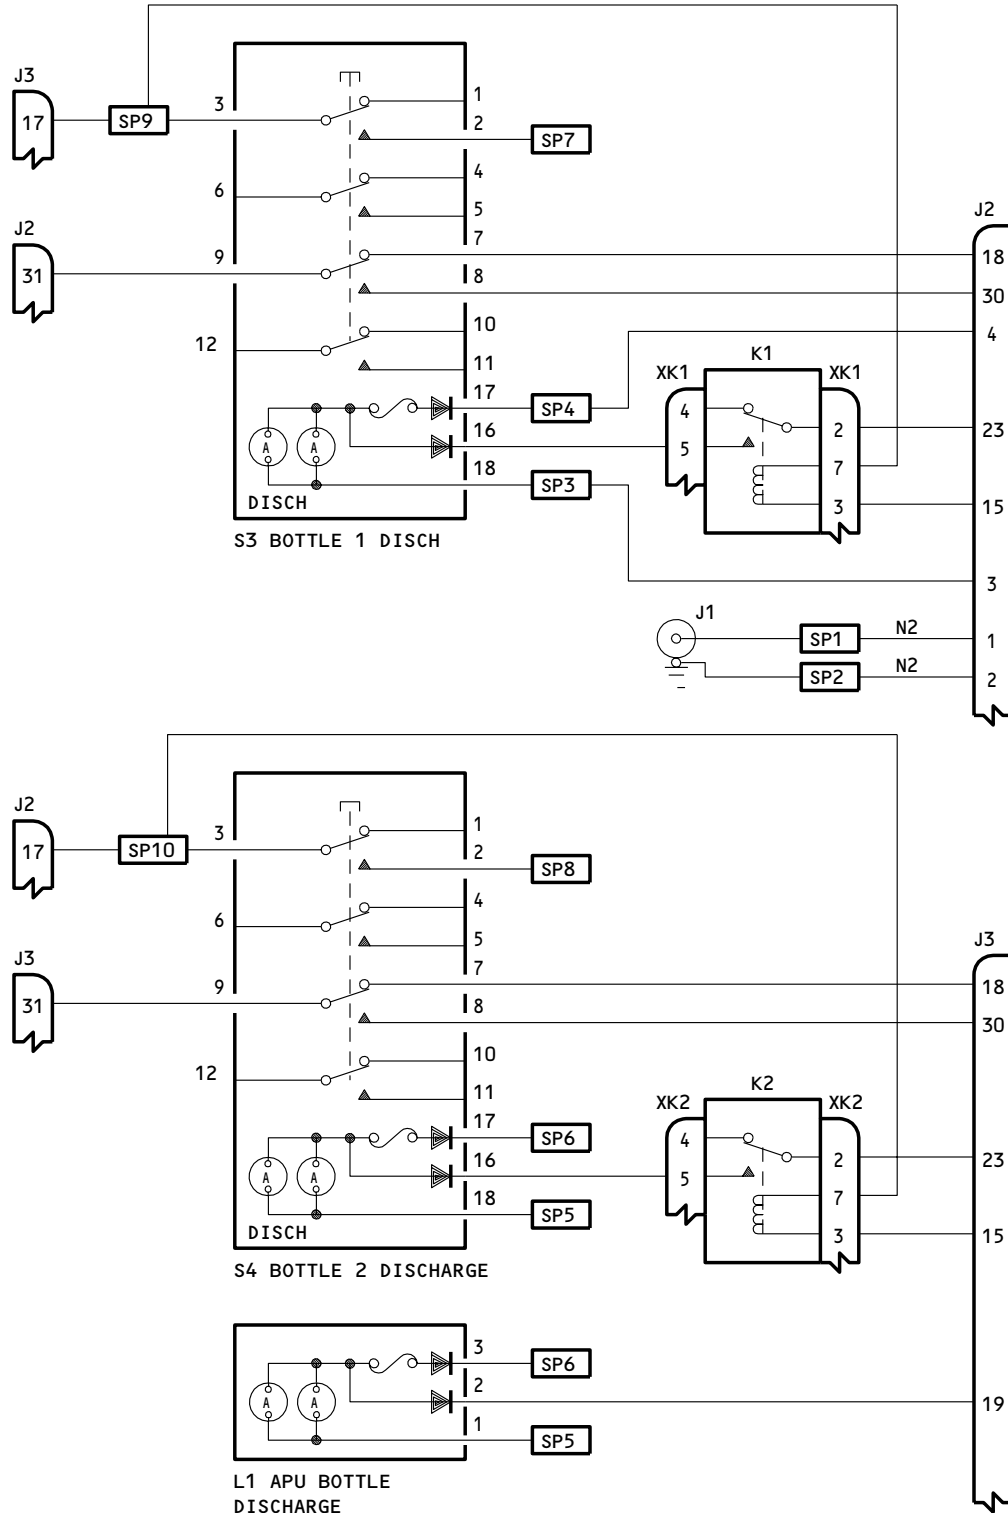 J3
17
SP9
3
1
2
SP7
6
4
5
J2
31
9
7
8
12
10
11
17
SP4
16
18
SP3
A
A
DISCH
S3 BOTTLE 1 DISCH
K1
XK1
XK1
4
5
2
7
3
J2
18
30
4
23
15
3
1
2
J1
SP1
N2
SP2
N2
J2
17
SP10
3
1
2
SP8
6
4
5
J3
31
9
7
8
12
10
11
17
SP6
16
18
SP5
A
A
DISCH
S4 BOTTLE 2 DISCHARGE
K2
XK2
XK2
4
5
2
7
3
J3
18
30
23
15
19
3
SP6
2
1
SP5
A
A
L1 APU BOTTLE
DISCHARGE